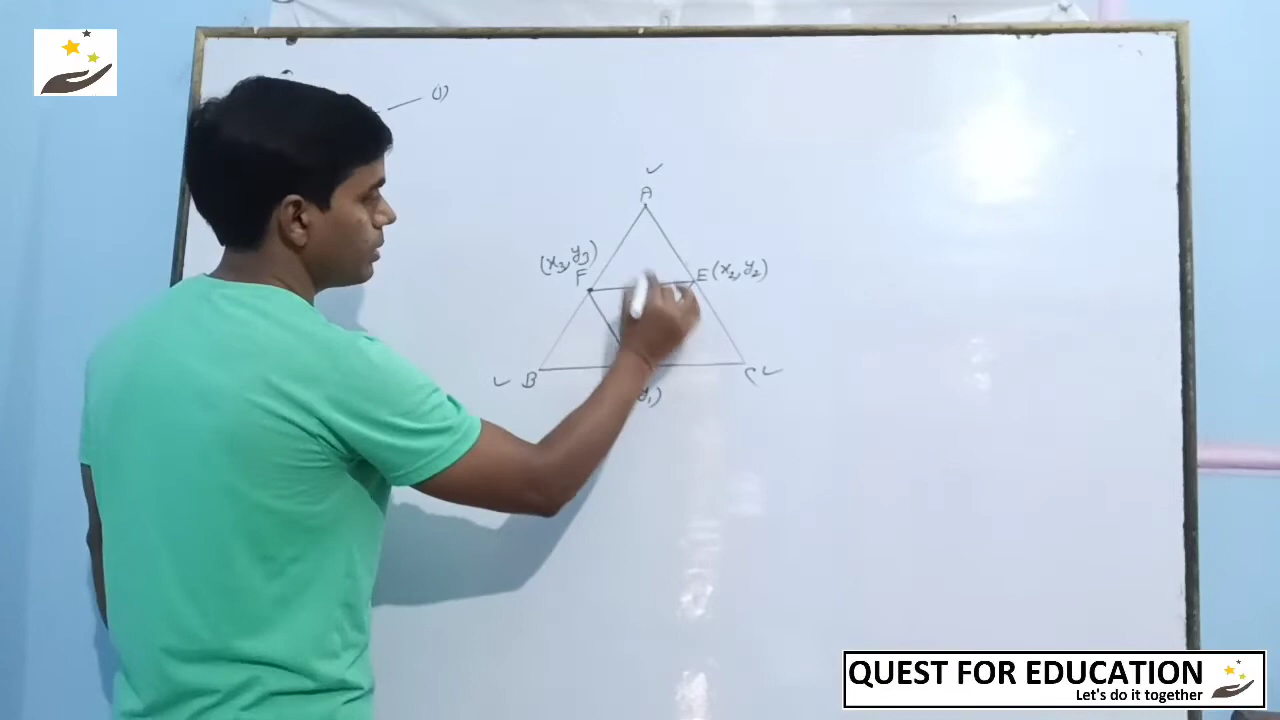 (1)
A
(x3, y3)
F
E (x2, y2)
B
C
y1)
QUEST FOR EDUCATION
Let's do it together